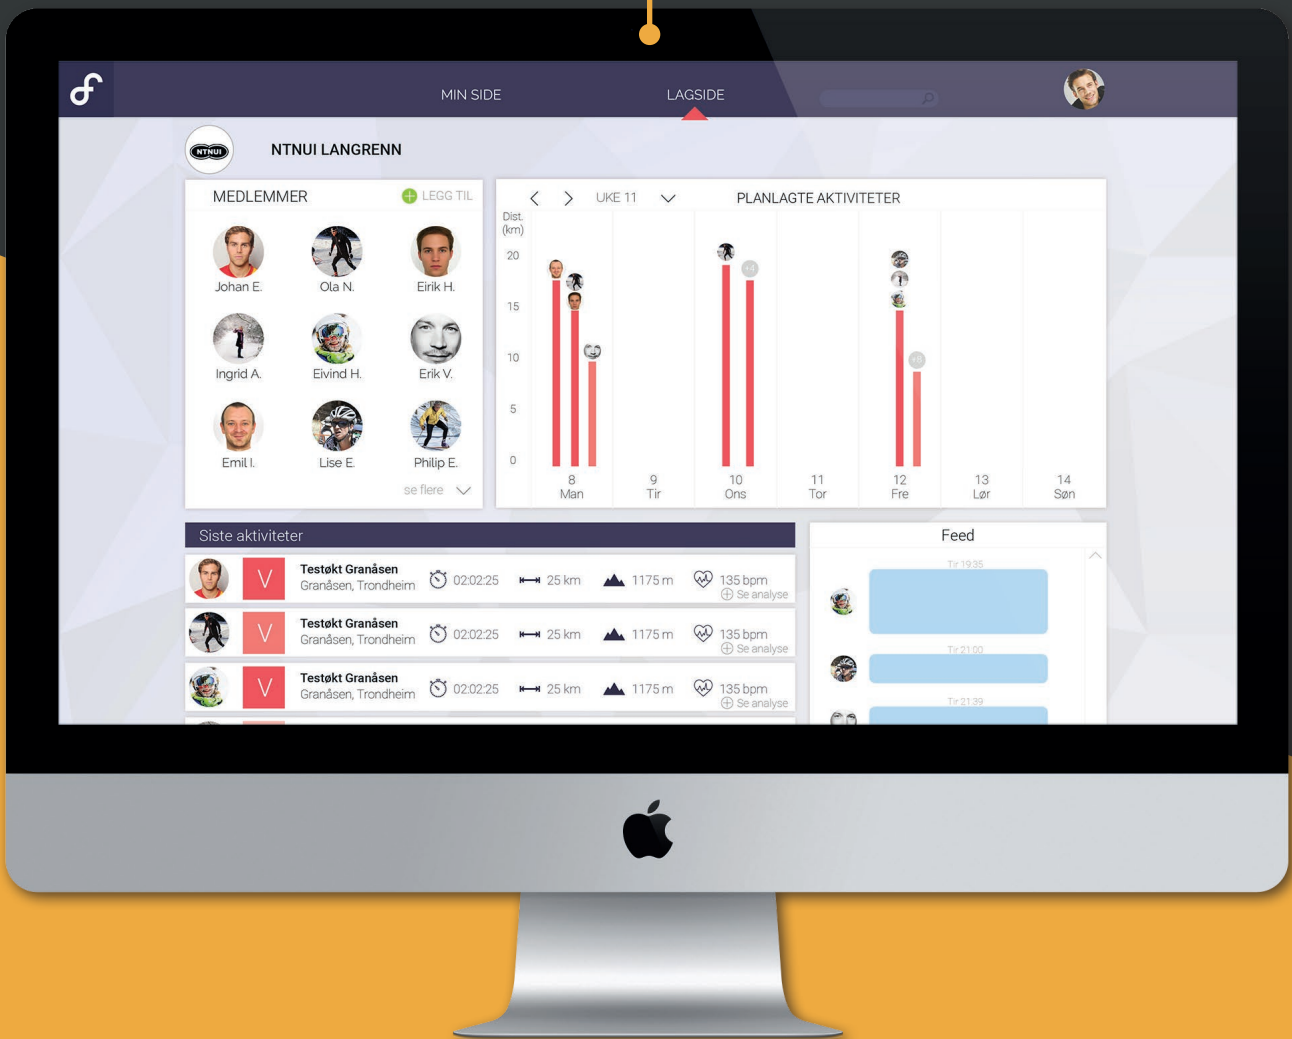 MIN SIDE
LAGSIDE
NTNUI
NTNUI LANGRENN
MEDLEMMER
LEGG TIL
Johan E.
Ola N.
Eirik H.
Ingrid A.
Eivind H.
Erik V.
Emil I.
Lise E.
Philip E.
se flere
UKE 11
PLANLAGTE AKTIVITETER
Dist.
(km)
20
15
10
5
0
+4
+8
8
Man
9
Tir
10
Ons
11
Tor
12
Fre
13
Lør
14
Søn
Siste aktiviteter
V
Testøkt Granåsen
Granåsen, Trondheim
02:02:25
25 km
1175 m
135 bpm
Se analyse
V
Testøkt Granåsen
Granåsen, Trondheim
02:02:25
25 km
1175 m
135 bpm
Se analyse
V
Testøkt Granåsen
Granåsen, Trondheim
02:02:25
25 km
1175 m
135 bpm
Se analyse
Feed
Tir 19:35
Tir 21:00
Tir 21:39